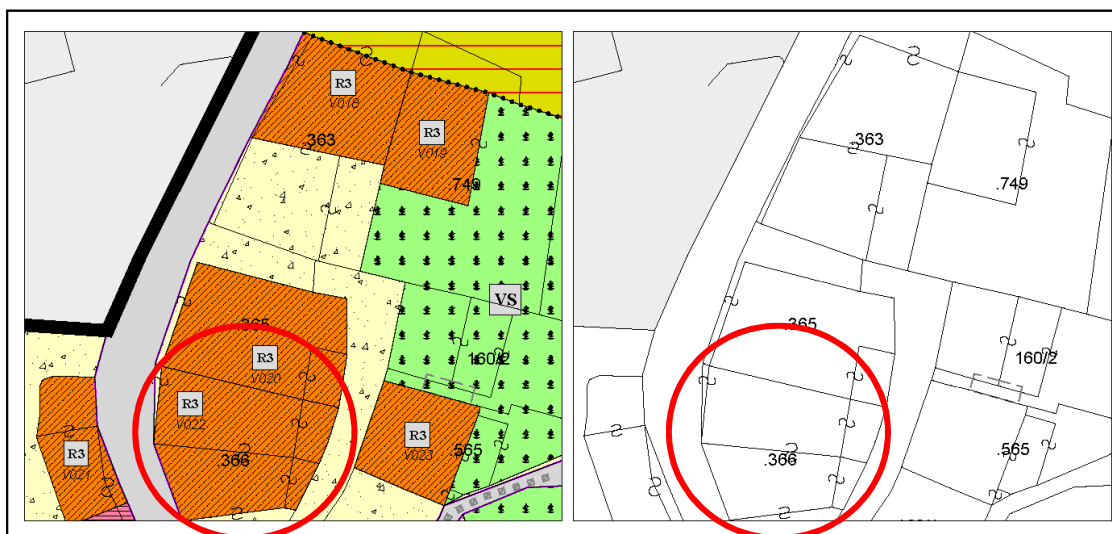 R3
V018
363
R3
V019
.749
VS
.365
R3
V020
160/2
R3
V022
R3
V023
.366
.565
R3
V021
363
.749
.365
160/2
.366
.565